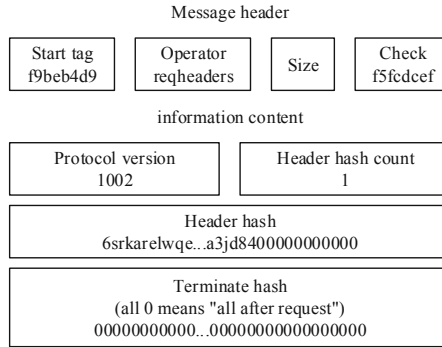 Message header
Start tag
f9beb4d9
Operator
reqheaders
Size
Check
f5fcdcef
information content
Protocol version
1002
Header hash count
1
Header hash
6srkarelwqe...a3jd8400000000000
Terminate hash
(all 0 means "all after request")
00000000000...00000000000000000